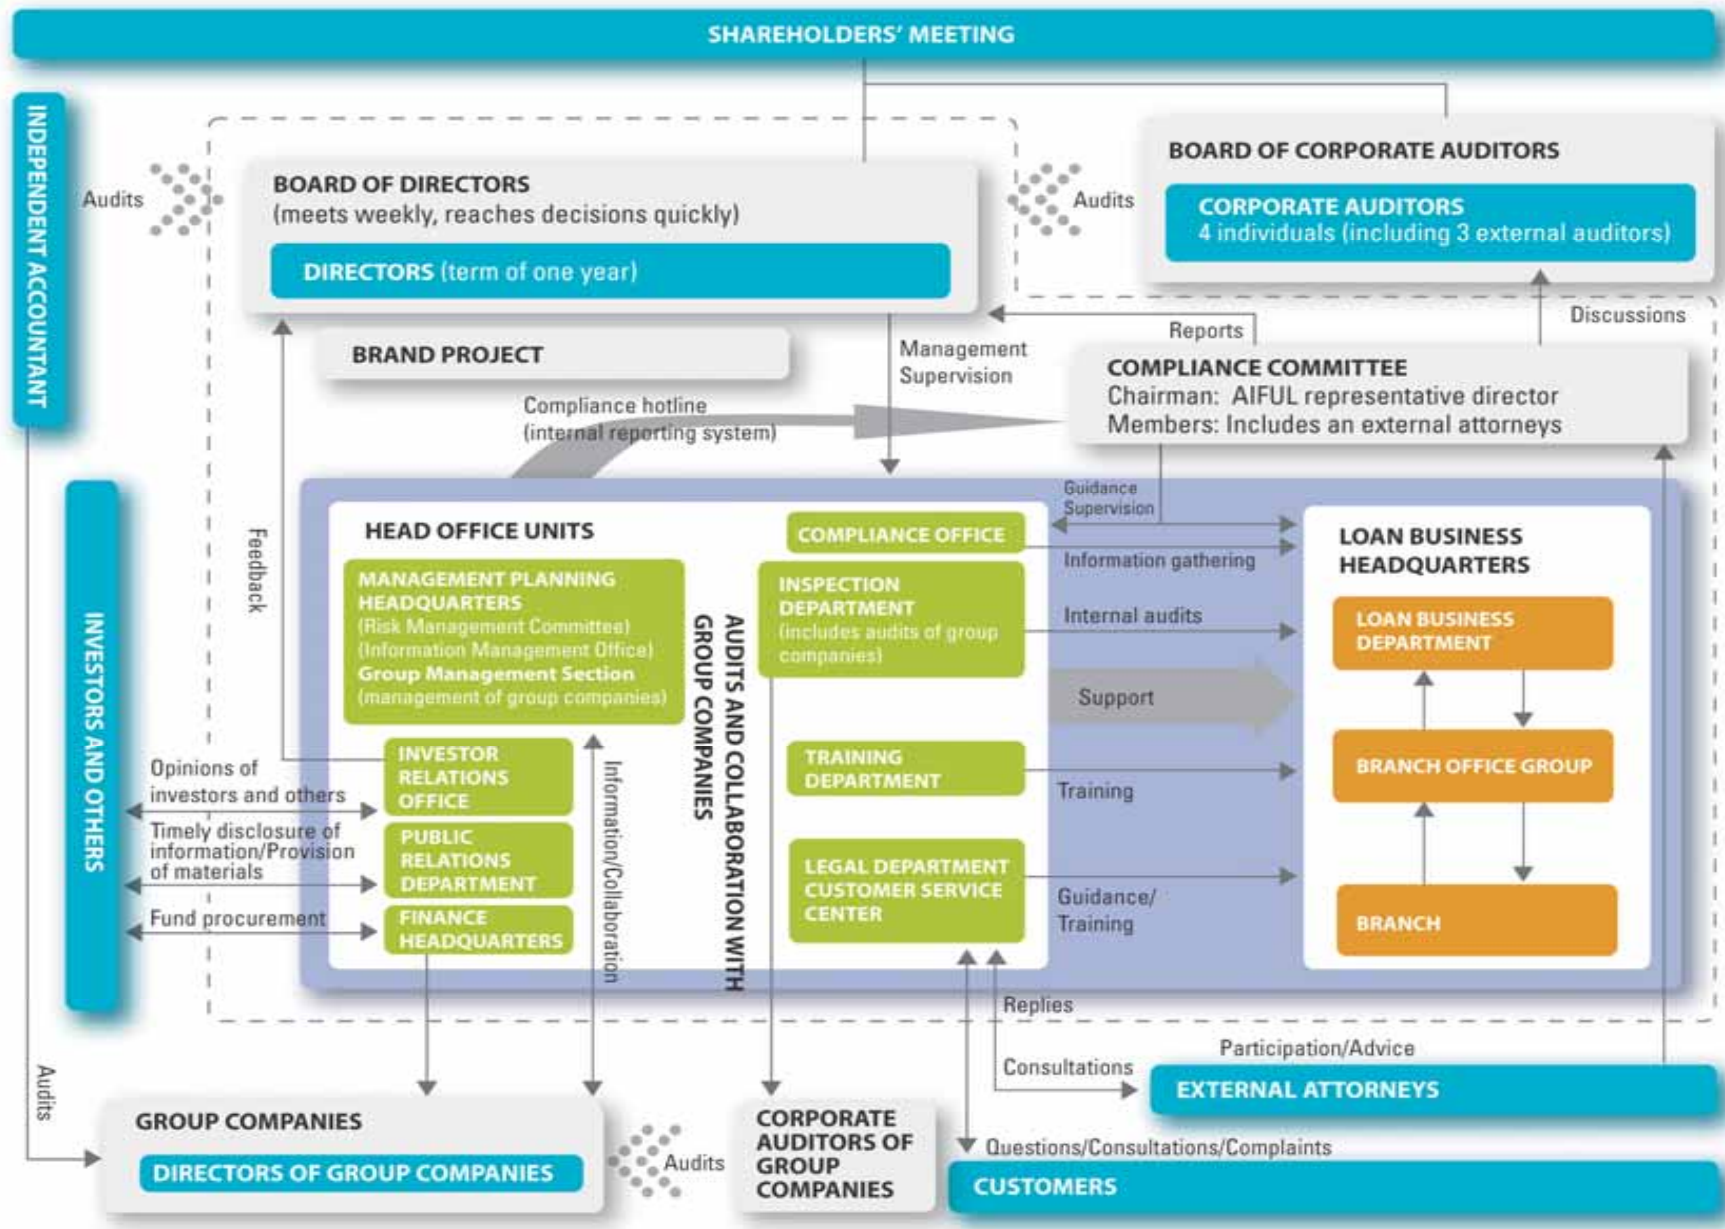 SHAREHOLDERS' MEETING
INDEPENDENT ACCOUNTANT
Audits
BOARD OF DIRECTORS
(meets weekly, reaches decisions quickly)
DIRECTORS (term of one year)
Audits
BOARD OF CORPORATE AUDITORS
CORPORATE AUDITORS
4 individuals (including 3 external auditors)
BRAND PROJECT
Management
Supervision
Reports
Discussions
COMPLIANCE COMMITTEE
Chairman: AIFUL representative director
Members: Includes an external attorneys
Compliance hotline
(internal reporting system)
Feedback
INVESTORS AND OTHERS
HEAD OFFICE UNITS
MANAGEMENT PLANNING
HEADQUARTERS
(Risk Management Committee)
(Information Management Office)
Group Management Section
(management of group companies)
INVESTOR
RELATIONS
OFFICE
PUBLIC
RELATIONS
DEPARTMENT
FINANCE
HEADQUARTERS
Opinions of
investors and others
Timely disclosure of
information/Provision
of materials
Fund procurement
Information/Collaboration
AUDITS AND COLLABORATION WITH
GROUP COMPANIES
COMPLIANCE OFFICE
INSPECTION
DEPARTMENT
(includes audits of group
companies)
TRAINING
DEPARTMENT
LEGAL DEPARTMENT
CUSTOMER SERVICE
CENTER
Guidance
Supervision
Information gathering
Internal audits
Support
Training
Guidance/
Training
LOAN BUSINESS
HEADQUARTERS
LOAN BUSINESS
DEPARTMENT
BRANCH OFFICE GROUP
BRANCH
Replies
Consultations
Participation/Advice
EXTERNAL ATTORNEYS
Audits
GROUP COMPANIES
DIRECTORS OF GROUP COMPANIES
Audits
CORPORATE
AUDITORS OF
GROUP
COMPANIES
Questions/Consultations/Complaints
CUSTOMERS